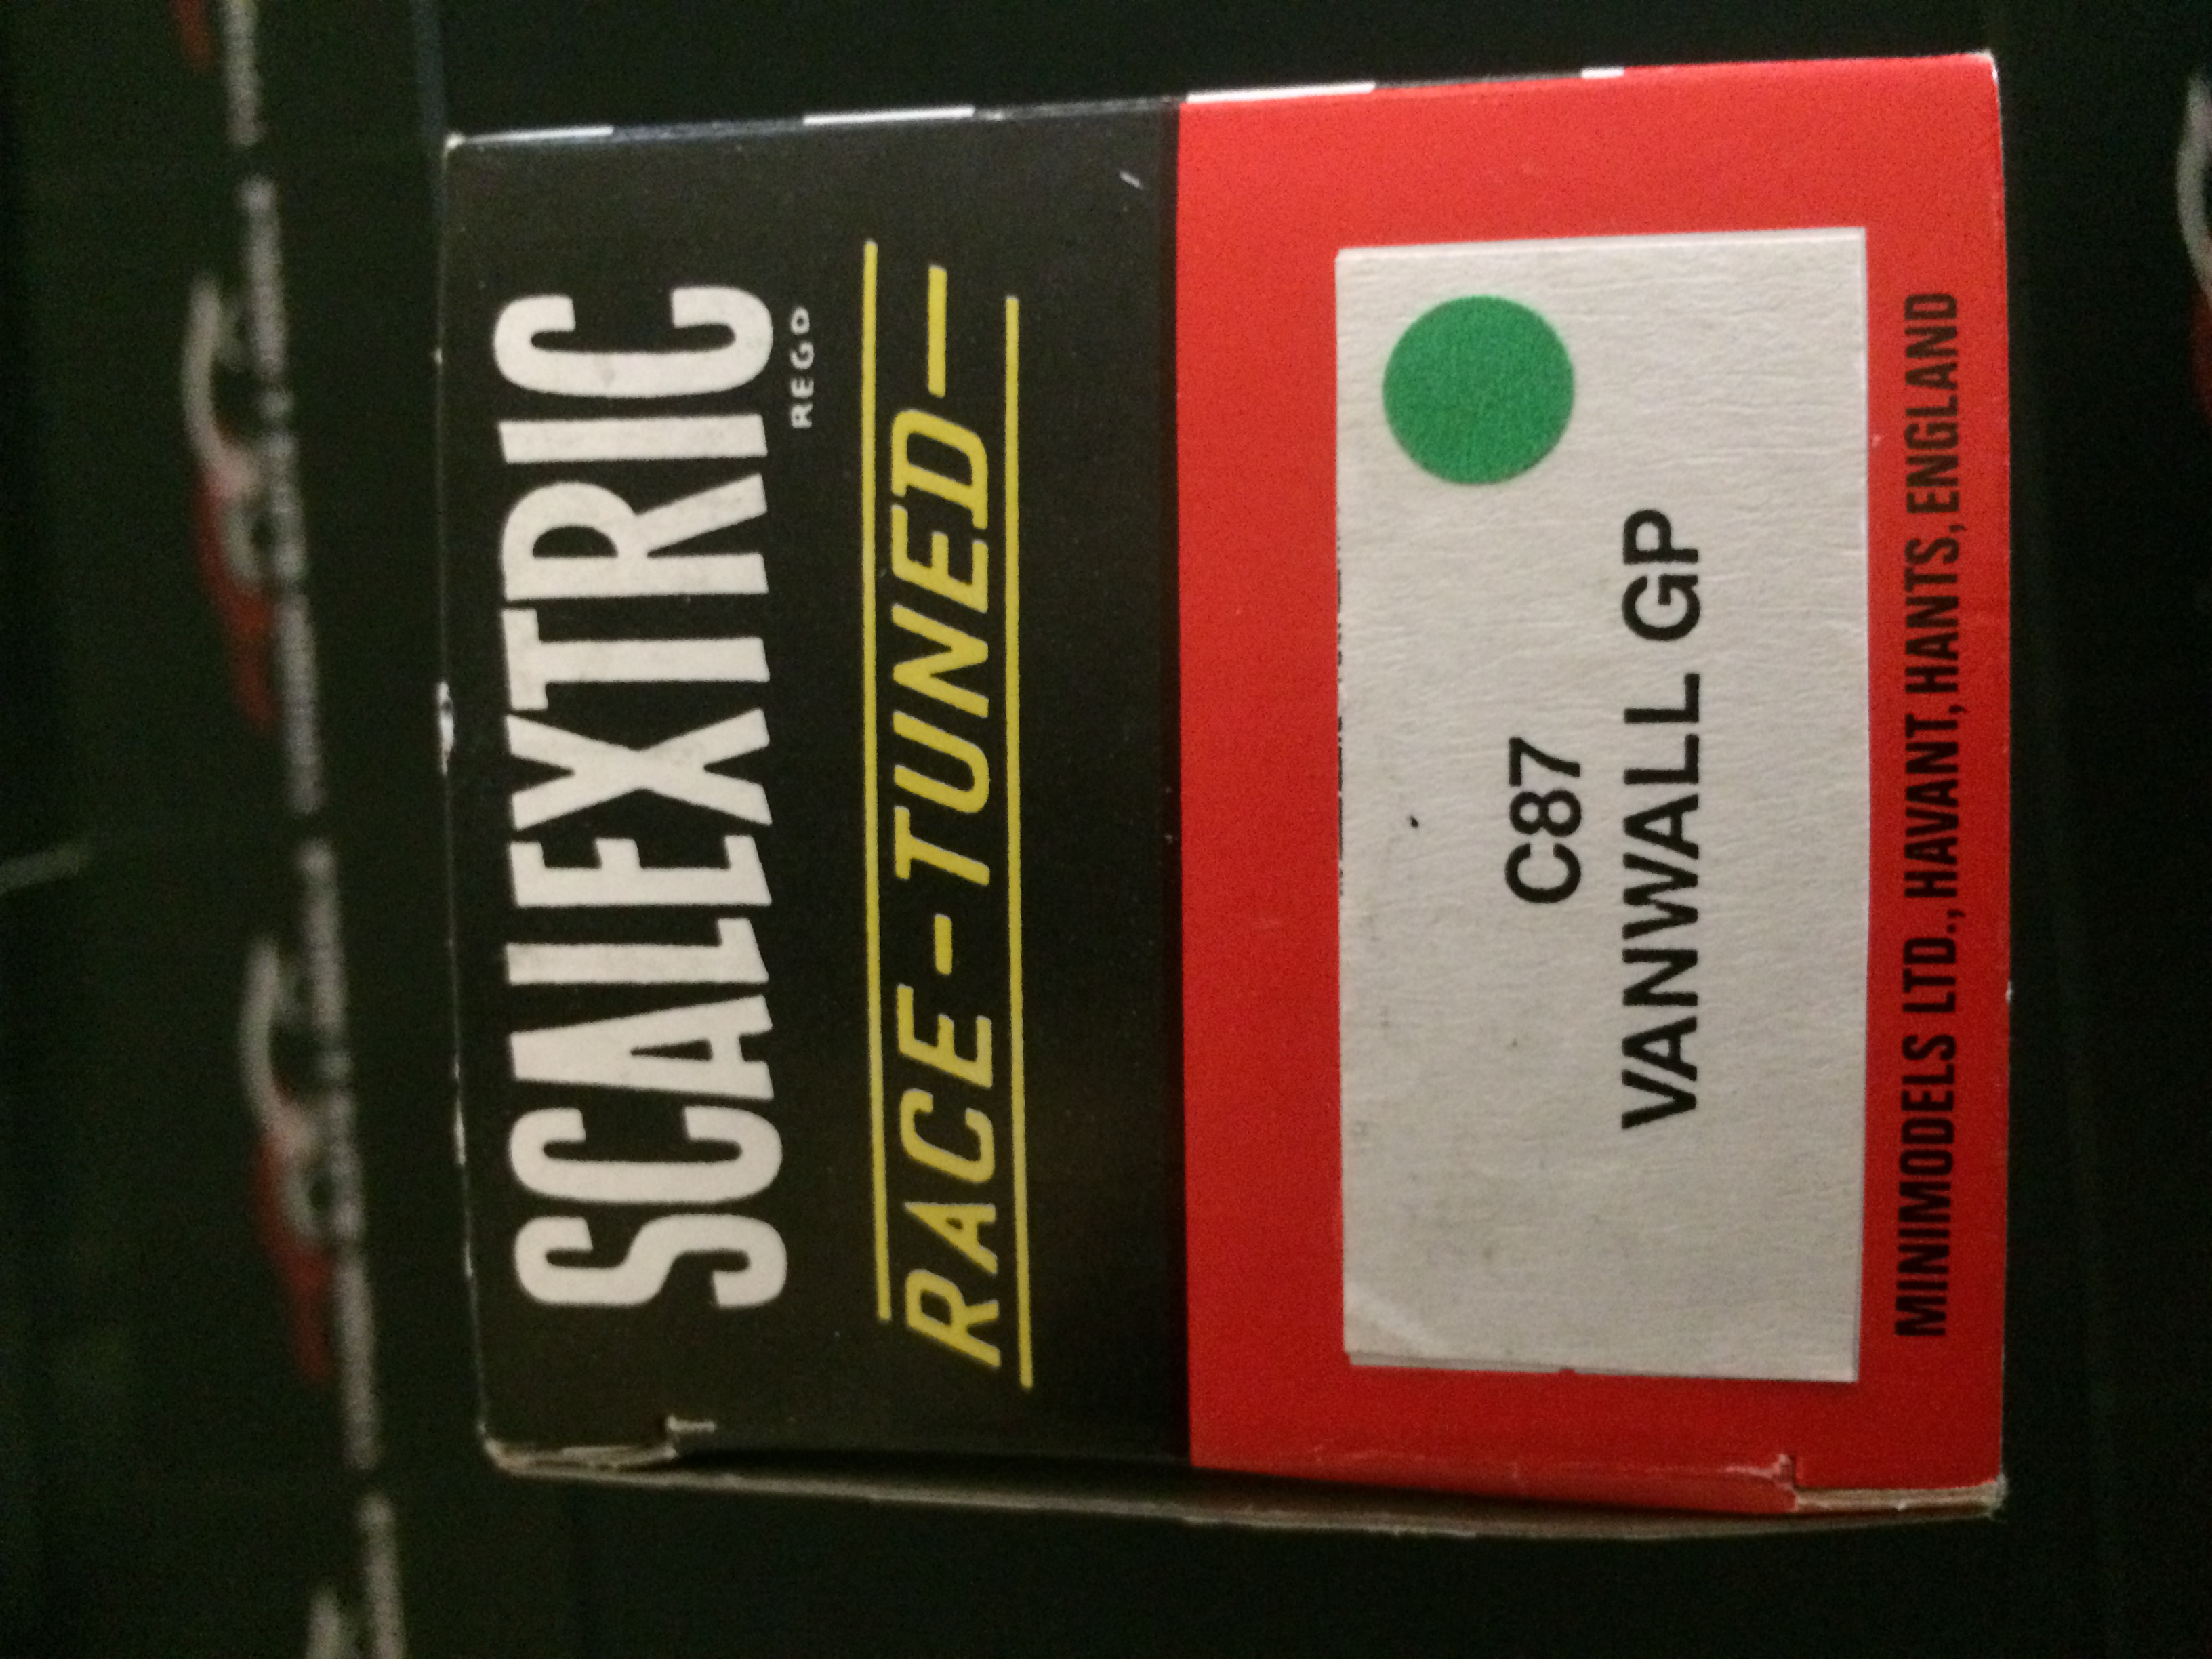 SCALEXTRIC
REGD
RACE-TUNED—
C87
VANWALL GP
MINIMODELS LTD., HAVANT, HANTS, ENGLAND